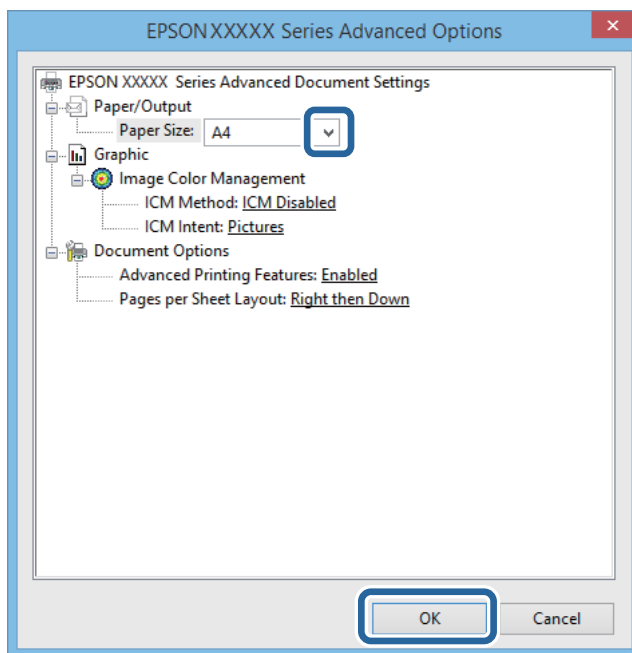 EPSON XXXXX Series Advanced Options
EPSON XXXXX Series Advanced Document Settings
Paper/Output
Paper Size: A4
Graphic
Image Color Management
ICM Method: ICM Disabled
ICM Intent: Pictures
Document Options
Advanced Printing Features: Enabled
Pages per Sheet Layout: Right then Down
OK Cancel